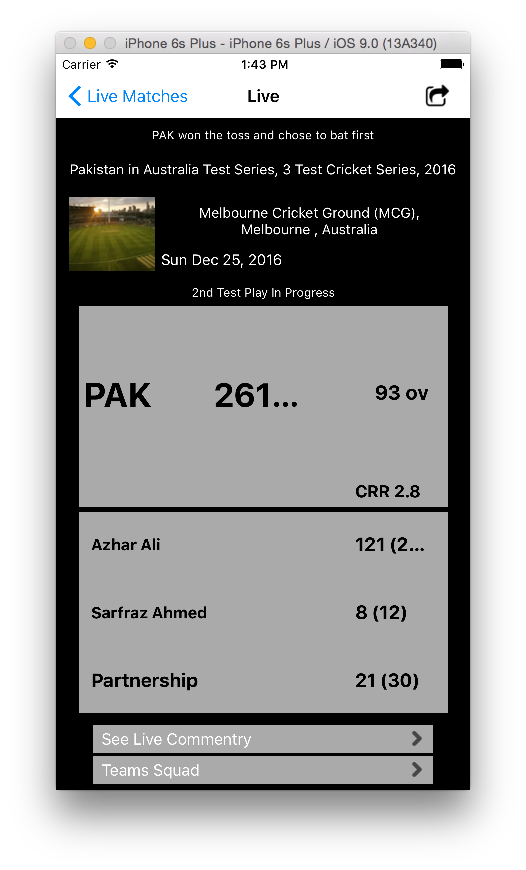 iPhone 6s Plus - iPhone 6s Plus / iOS 9.0 (13A340)
Carrier 1:43 PM
Live Matches Live
PAK won the toss and chose to bat first
Pakistan in Australia Test Series, 3 Test Cricket Series, 2016
Melbourne Cricket Ground (MCG),
Melbourne , Australia
Sun Dec 25, 2016
2nd Test Play In Progress
PAK 261... 93 ov
CRR 2.8
Azhar Ali 121 (2...
Sarfraz Ahmed 8 (12)
Partnership 21 (30)
See Live Commentry
Teams Squad